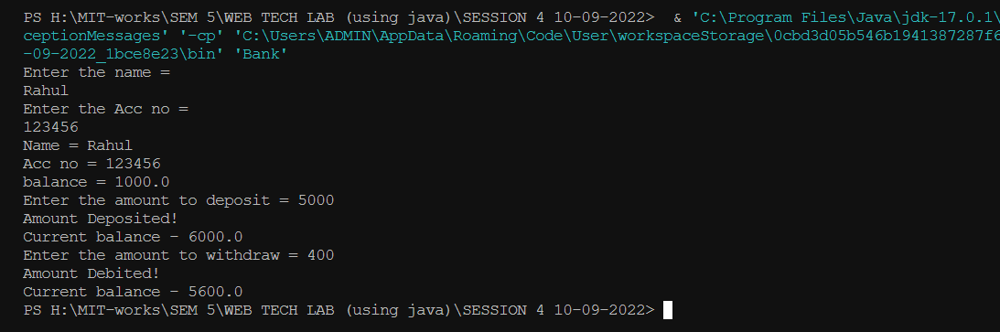 PS H:\MIT-works\SEM 5\WEB TECH LAB (using java)\SESSION 4 10-09-2022>  & 'C:\Program Files\Java\jdk-17.0.1\
ceptionMessages' '-cp' 'C:\Users\ADMIN\AppData\Roaming\Code\User\workspaceStorage\0cbd3d05b546b1941387287f6
-09-2022_1bce8e23\bin' 'Bank'
Enter the name =
Rahul
Enter the Acc no =
123456
Name = Rahul
Acc no = 123456
balance = 1000.0
Enter the amount to deposit = 5000
Amount Deposited!
Current balance - 6000.0
Enter the amount to withdraw = 400
Amount Debited!
Current balance - 5600.0
PS H:\MIT-works\SEM 5\WEB TECH LAB (using java)\SESSION 4 10-09-2022>